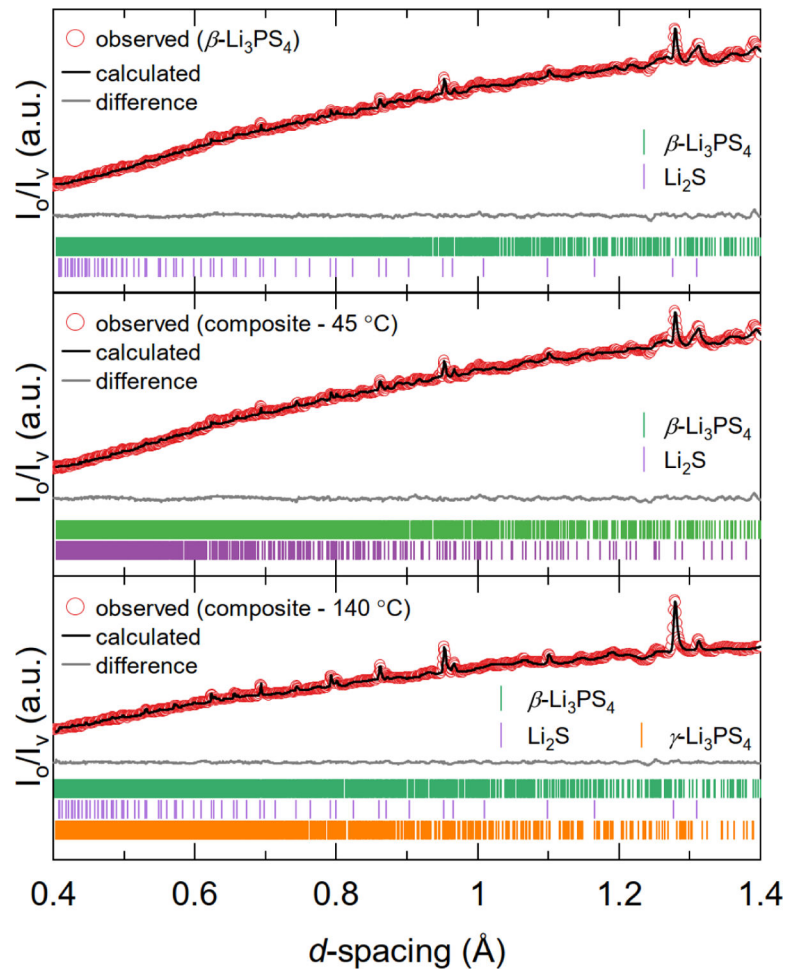 I₀/Iᵥ (a.u.)
observed (β-Li₃PS₄)
calculated
difference
β-Li₃PS₄
Li₂S
I₀/Iᵥ (a.u.)
observed (composite - 45 °C)
calculated
difference
β-Li₃PS₄
Li₂S
I₀/Iᵥ (a.u.)
observed (composite - 140 °C)
calculated
difference
β-Li₃PS₄
Li₂S γ-Li₃PS₄
0.4 0.6 0.8 1 1.2 1.4
d-spacing (Å)